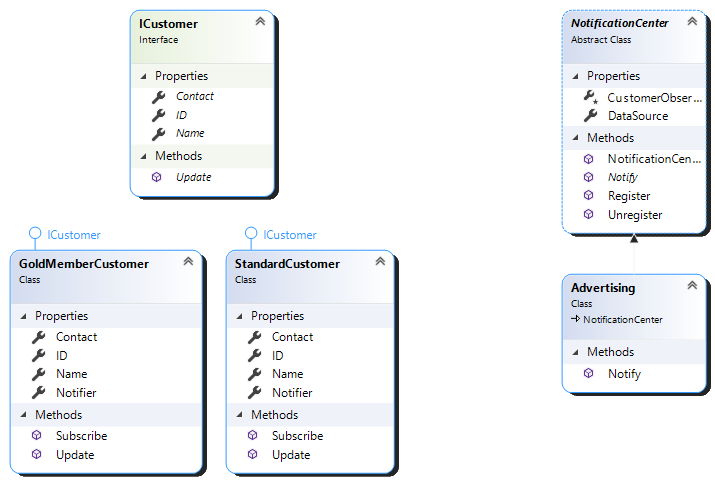 ICustomer
Interface
Properties
Contact
ID
Name
Methods
Update
NotificationCenter
Abstract Class
Properties
CustomerObser...
DataSource
Methods
NotificationCen...
Notify
Register
Unregister
ICustomer
GoldMemberCustomer
Class
Properties
Contact
ID
Name
Notifier
Methods
Subscribe
Update
ICustomer
StandardCustomer
Class
Properties
Contact
ID
Name
Notifier
Methods
Subscribe
Update
Advertising
Class
NotificationCenter
Methods
Notify